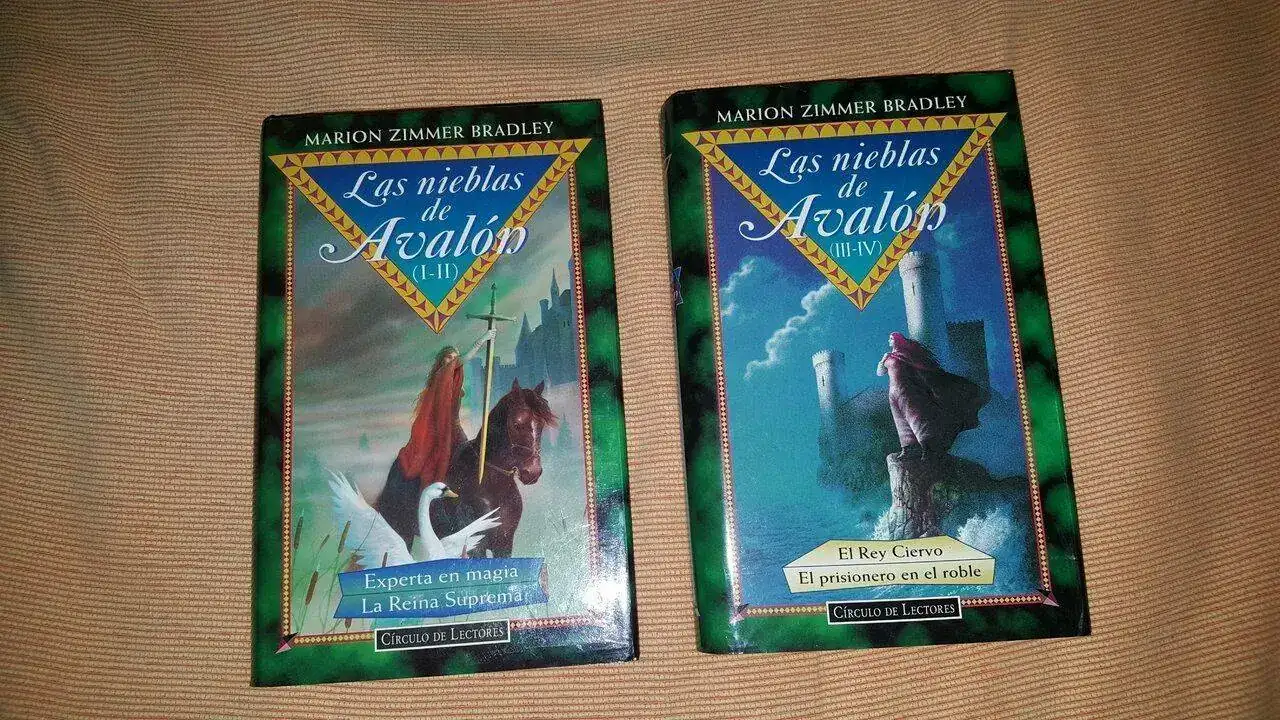 MARION ZIMMER BRADLEY
Las nieblas
de
Avalón
(I-II)
Experta en magia
La Reina Suprema
CÍRCULO DE LECTORES
MARION ZIMMER BRADLEY
Las nieblas
de
Avalón
(III-IV)
El Rey Ciervo
El prisionero en el roble
CÍRCULO DE LECTORES